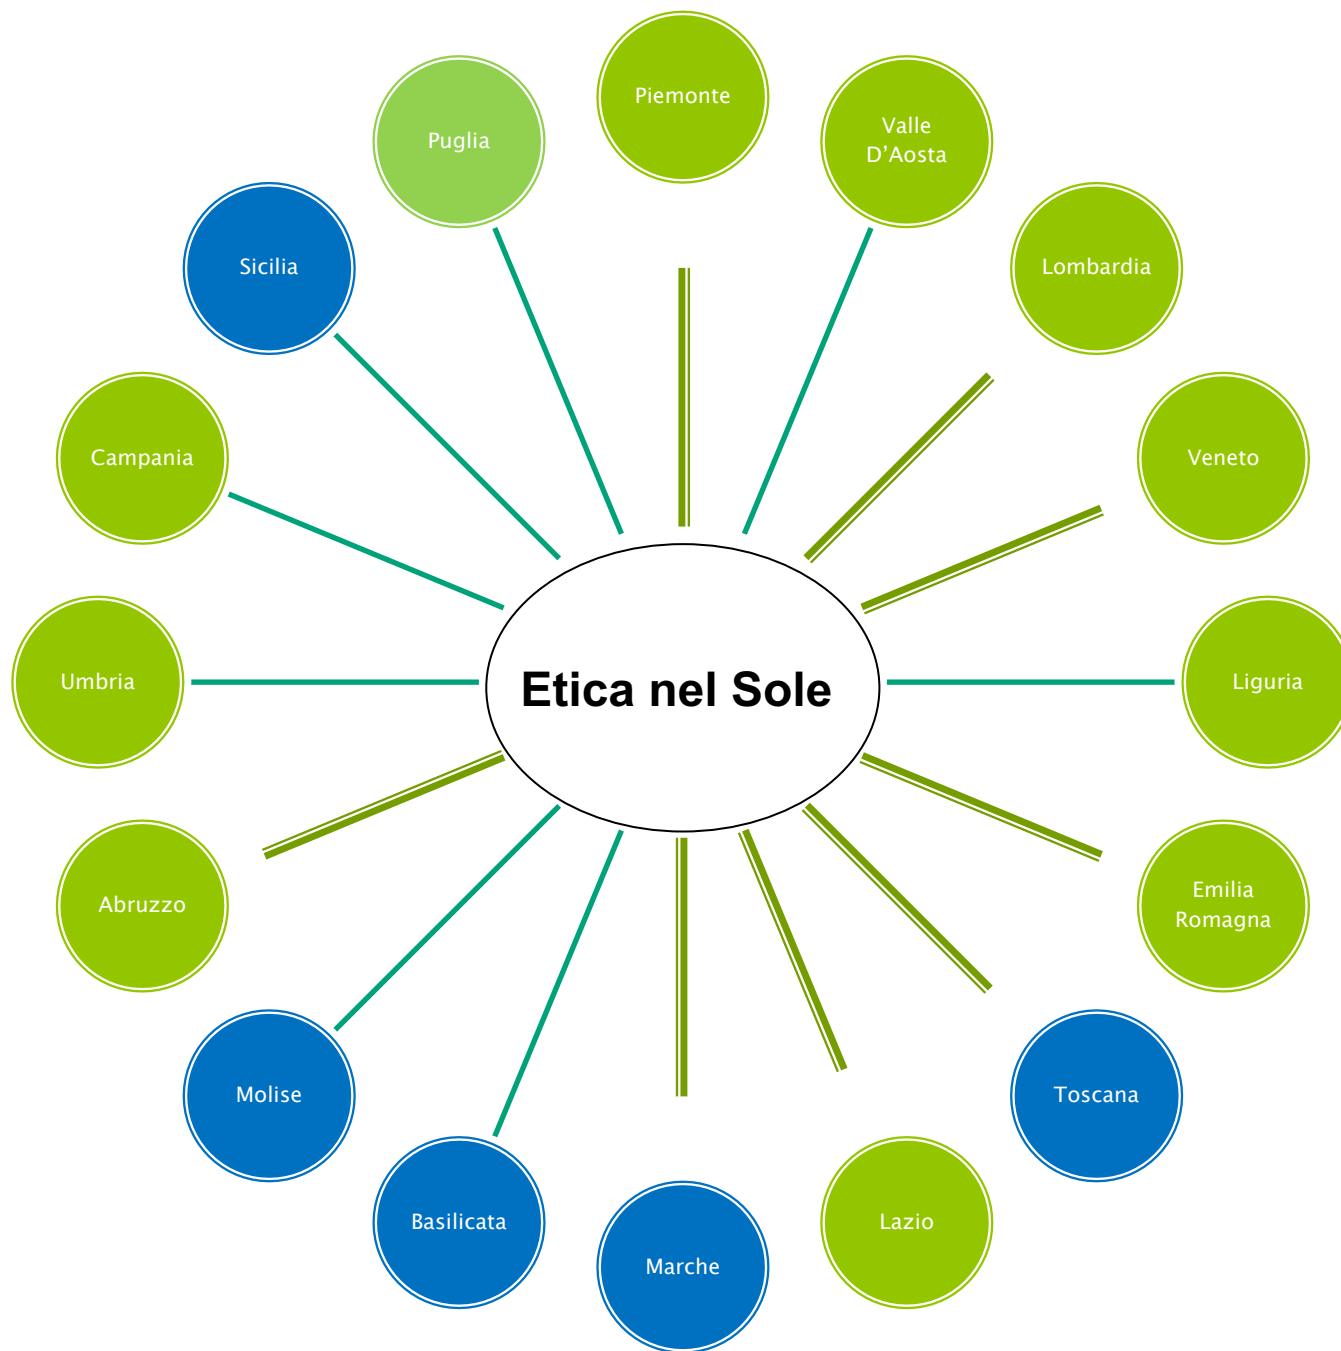 Piemonte
Valle
D'Aosta
Puglia
Lombardia
Sicilia
Veneto
Campania
Etica nel Sole
Liguria
Umbria
Emilia
Romagna
Abruzzo
Toscana
Molise
Lazio
Basilicata
Marche